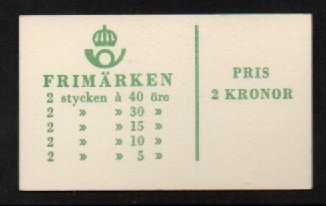 FRIMÄRKEN
2 stycken à 40 öre
2 » » 30 »
2 » » 15 »
2 » » 10 »
2 » » 5 »
PRIS
2 KRONOR